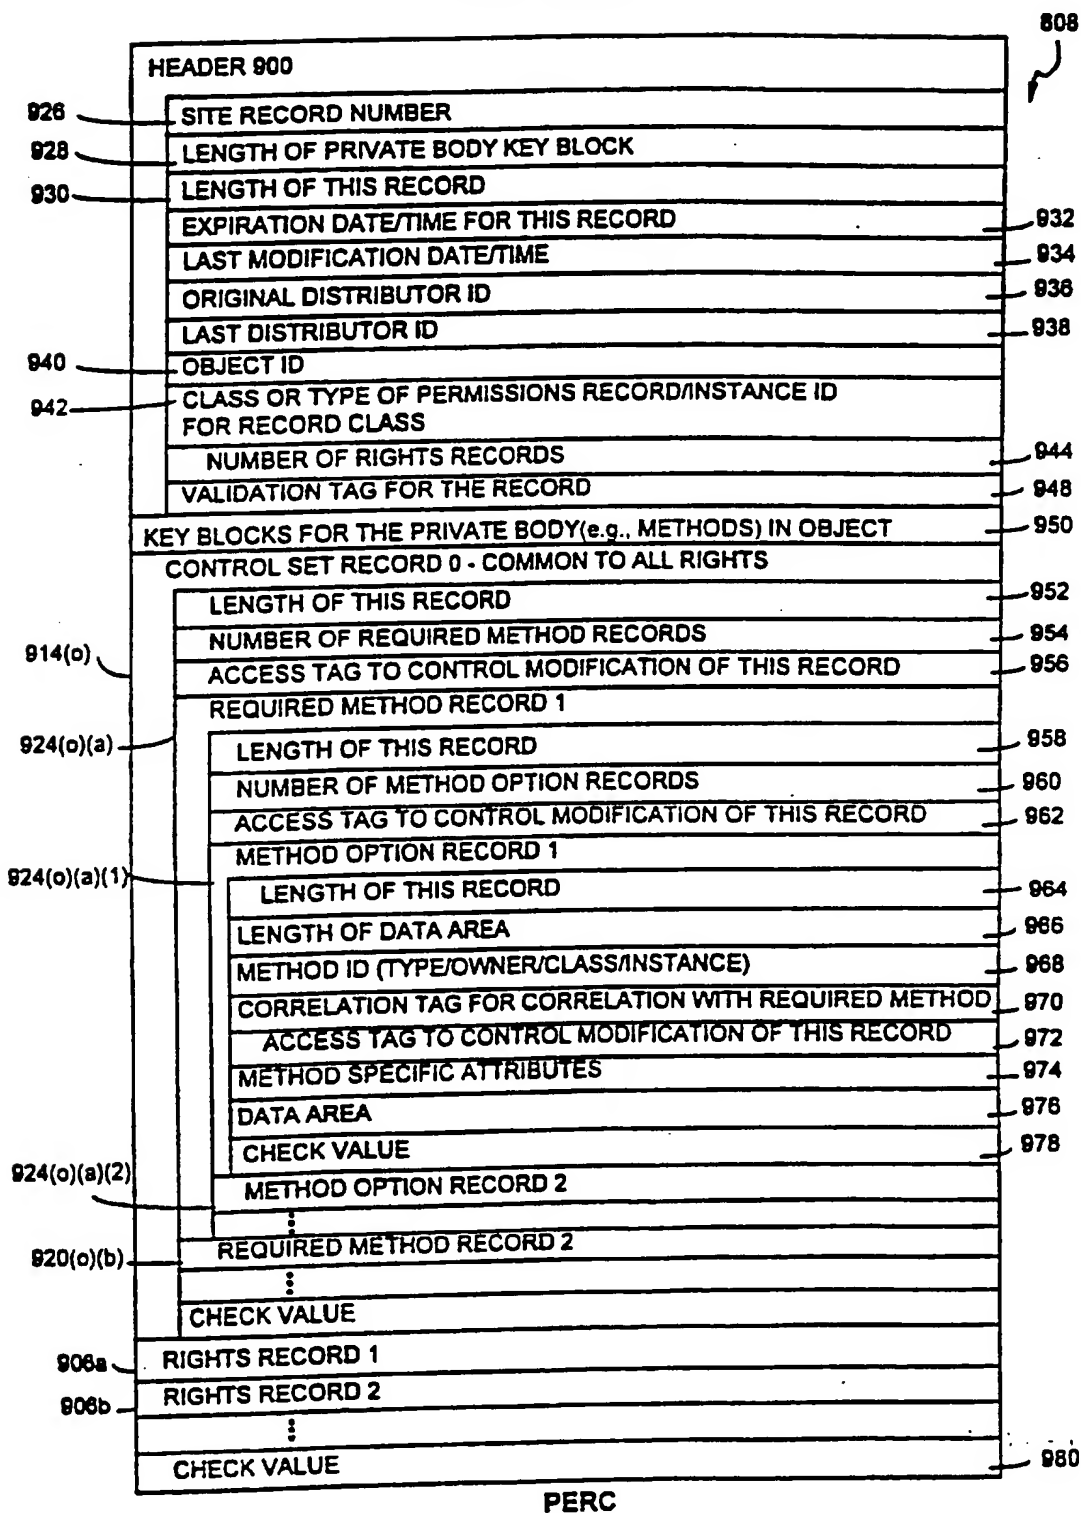 808
HEADER 900
926 SITE RECORD NUMBER
928 LENGTH OF PRIVATE BODY KEY BLOCK
930 LENGTH OF THIS RECORD
EXPIRATION DATE/TIME FOR THIS RECORD 932
LAST MODIFICATION DATE/TIME 934
ORIGINAL DISTRIBUTOR ID 936
LAST DISTRIBUTOR ID 938
940 OBJECT ID
942 CLASS OR TYPE OF PERMISSIONS RECORD/INSTANCE ID
FOR RECORD CLASS
NUMBER OF RIGHTS RECORDS 944
VALIDATION TAG FOR THE RECORD 948
KEY BLOCKS FOR THE PRIVATE BODY(e.g., METHODS) IN OBJECT 950
CONTROL SET RECORD 0 - COMMON TO ALL RIGHTS
LENGTH OF THIS RECORD 952
NUMBER OF REQUIRED METHOD RECORDS 954
914(o) ACCESS TAG TO CONTROL MODIFICATION OF THIS RECORD 956
REQUIRED METHOD RECORD 1
924(o)(a) LENGTH OF THIS RECORD 958
NUMBER OF METHOD OPTION RECORDS 960
ACCESS TAG TO CONTROL MODIFICATION OF THIS RECORD 962
METHOD OPTION RECORD 1
924(o)(a)(1) LENGTH OF THIS RECORD 964
LENGTH OF DATA AREA 966
METHOD ID (TYPE/OWNER/CLASS/INSTANCE) 968
CORRELATION TAG FOR CORRELATION WITH REQUIRED METHOD 970
ACCESS TAG TO CONTROL MODIFICATION OF THIS RECORD 972
METHOD SPECIFIC ATTRIBUTES 974
DATA AREA 976
CHECK VALUE 978
924(o)(a)(2) METHOD OPTION RECORD 2
920(o)(b) REQUIRED METHOD RECORD 2
CHECK VALUE
906a RIGHTS RECORD 1
906b RIGHTS RECORD 2
CHECK VALUE 980
PERC